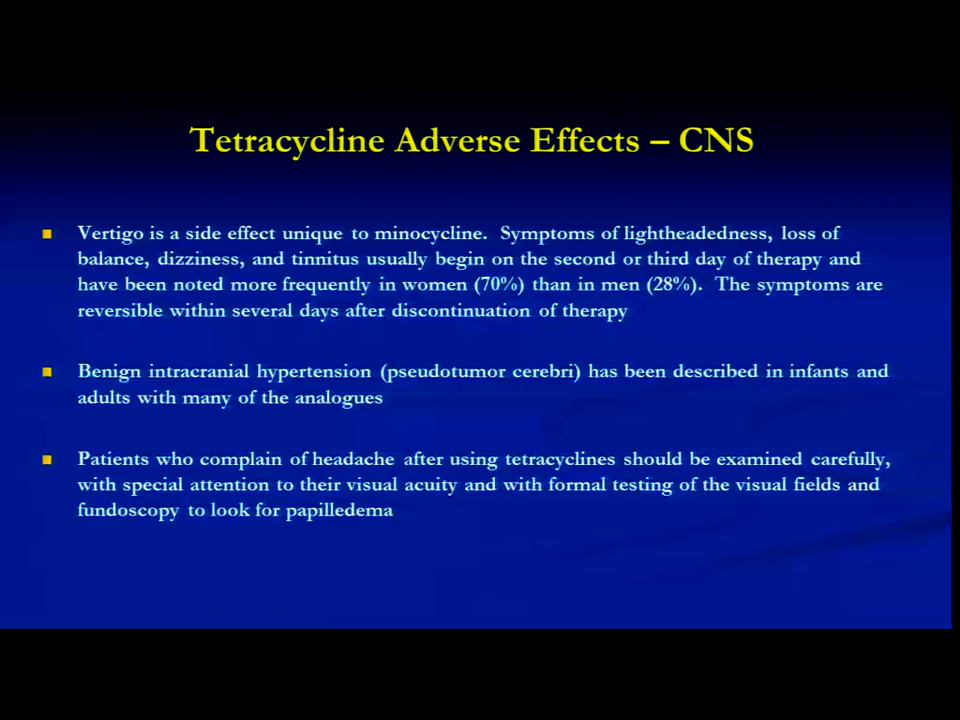 Tetracycline Adverse Effects – CNS
Vertigo is a side effect unique to minocycline. Symptoms of lightheadedness, loss of
balance, dizziness, and tinnitus usually begin on the second or third day of therapy and
have been noted more frequently in women (70%) than in men (28%). The symptoms are
reversible within several days after discontinuation of therapy
Benign intracranial hypertension (pseudotumor cerebri) has been described in infants and
adults with many of the analogues
Patients who complain of headache after using tetracyclines should be examined carefully,
with special attention to their visual acuity and with formal testing of the visual fields and
fundoscopy to look for papilledema